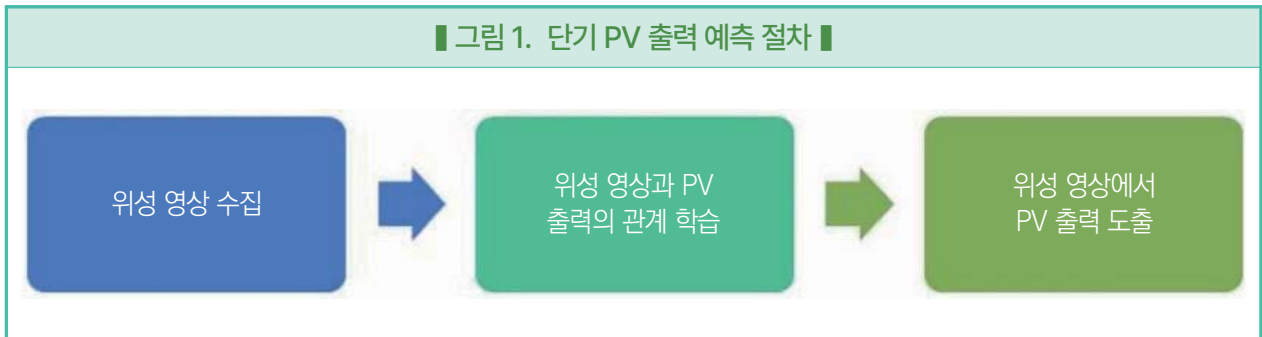 ▌그림 1. 단기 PV 출력 예측 절차▐
위성 영상 수집
위성 영상과 PV
출력의 관계 학습
위성 영상에서
PV 출력 도출